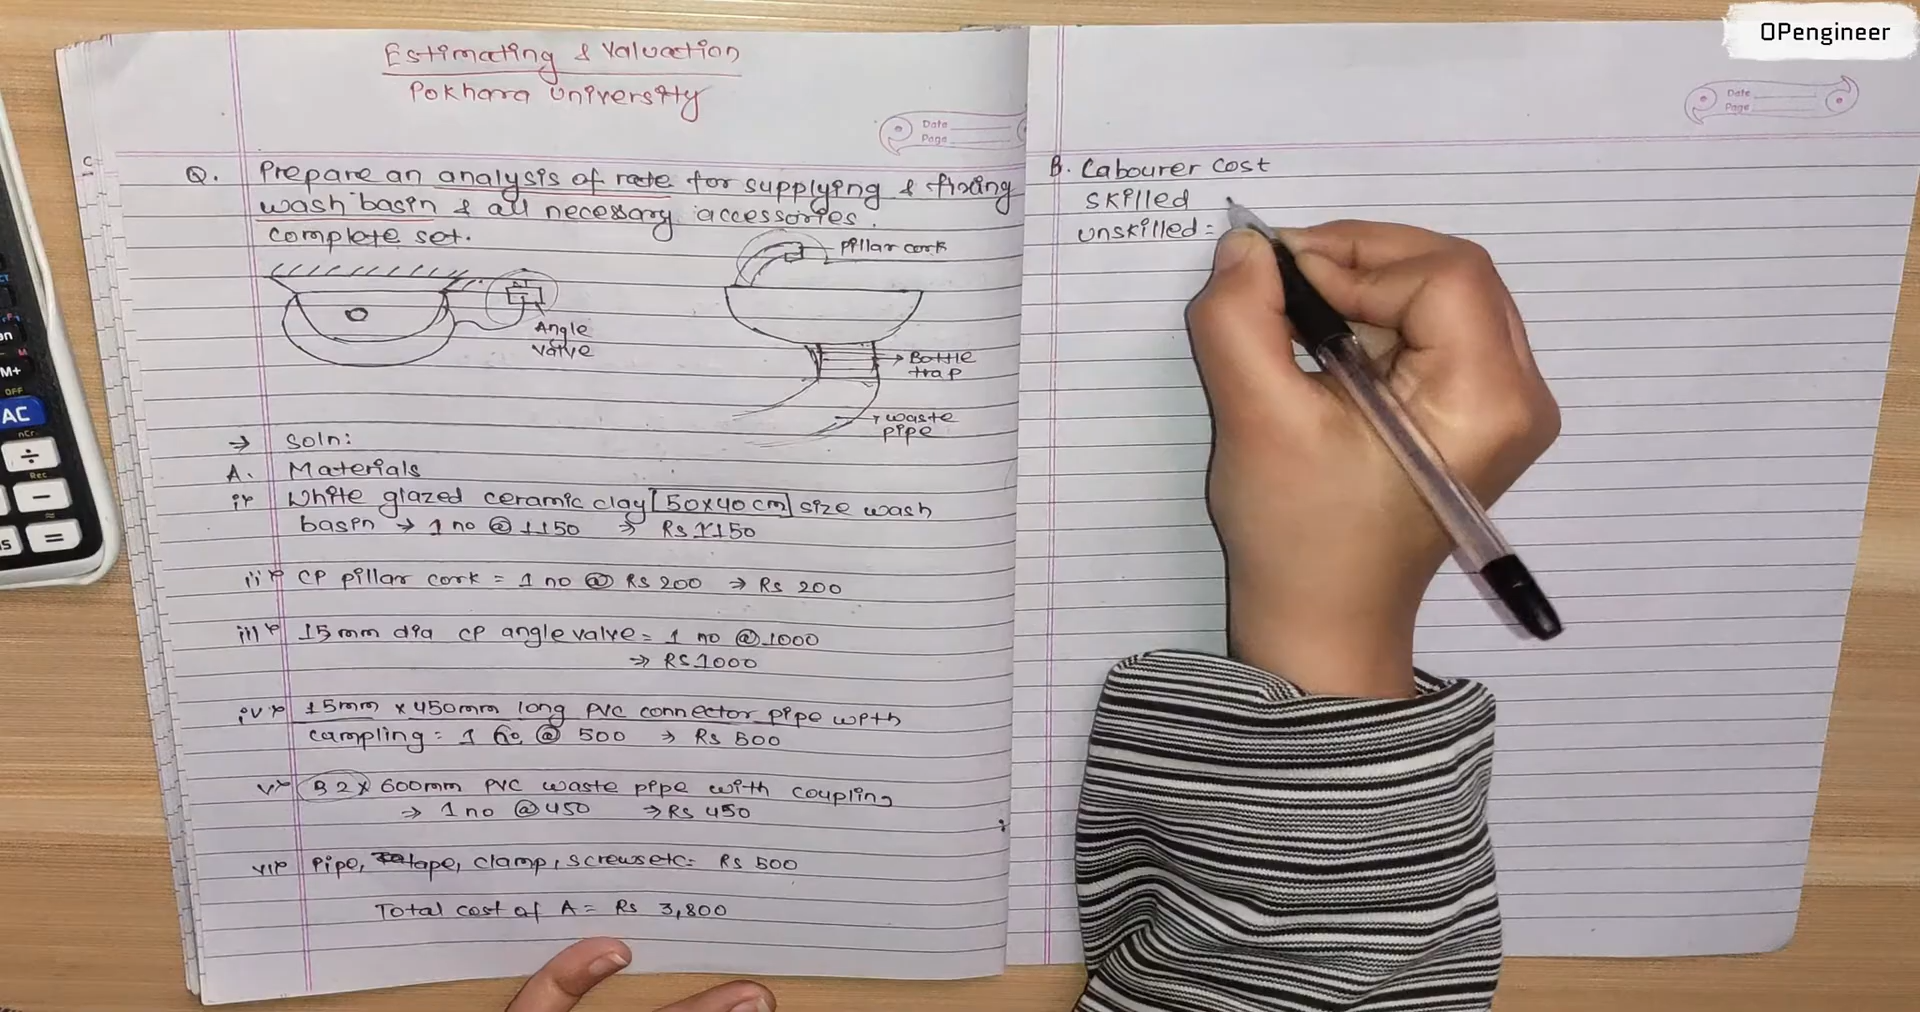 OPengineer
Estimating & Valuation
Pokhara University
Date
Page
Q. Prepare an analysis of rate for supplying & fixing
wash basin & all necessary accessories.
complete set.
Pillar cork
Angle
valve
→ Bottle
trap
→ waste
pipe
→ Soln:
A. Materials
i> White glazed ceramic clay [50x40 cm] size wash
basin → 1 no @ 1150 → Rs 1150
ii> CP pillar cork = 1 no @ Rs 200 → Rs 200
iii> 15mm dia CP angle valve = 1 no @ 1000
⇒ RS 1000
iv> 15mm x 450mm long PVC connector pipe with
campling = 1 no @ 500 → Rs 500
v> 32 x 600mm PVC waste pipe with coupling
⇒ 1 no @ 450 ⇒ Rs 450
vi> Pipe, tape, clamp, screws etc = Rs 500
Total cost of A = Rs 3,800
Date
Page
B. Labourer cost
skilled
unskilled =
M+
OFF
AC
nCr
÷
Rec
−
=